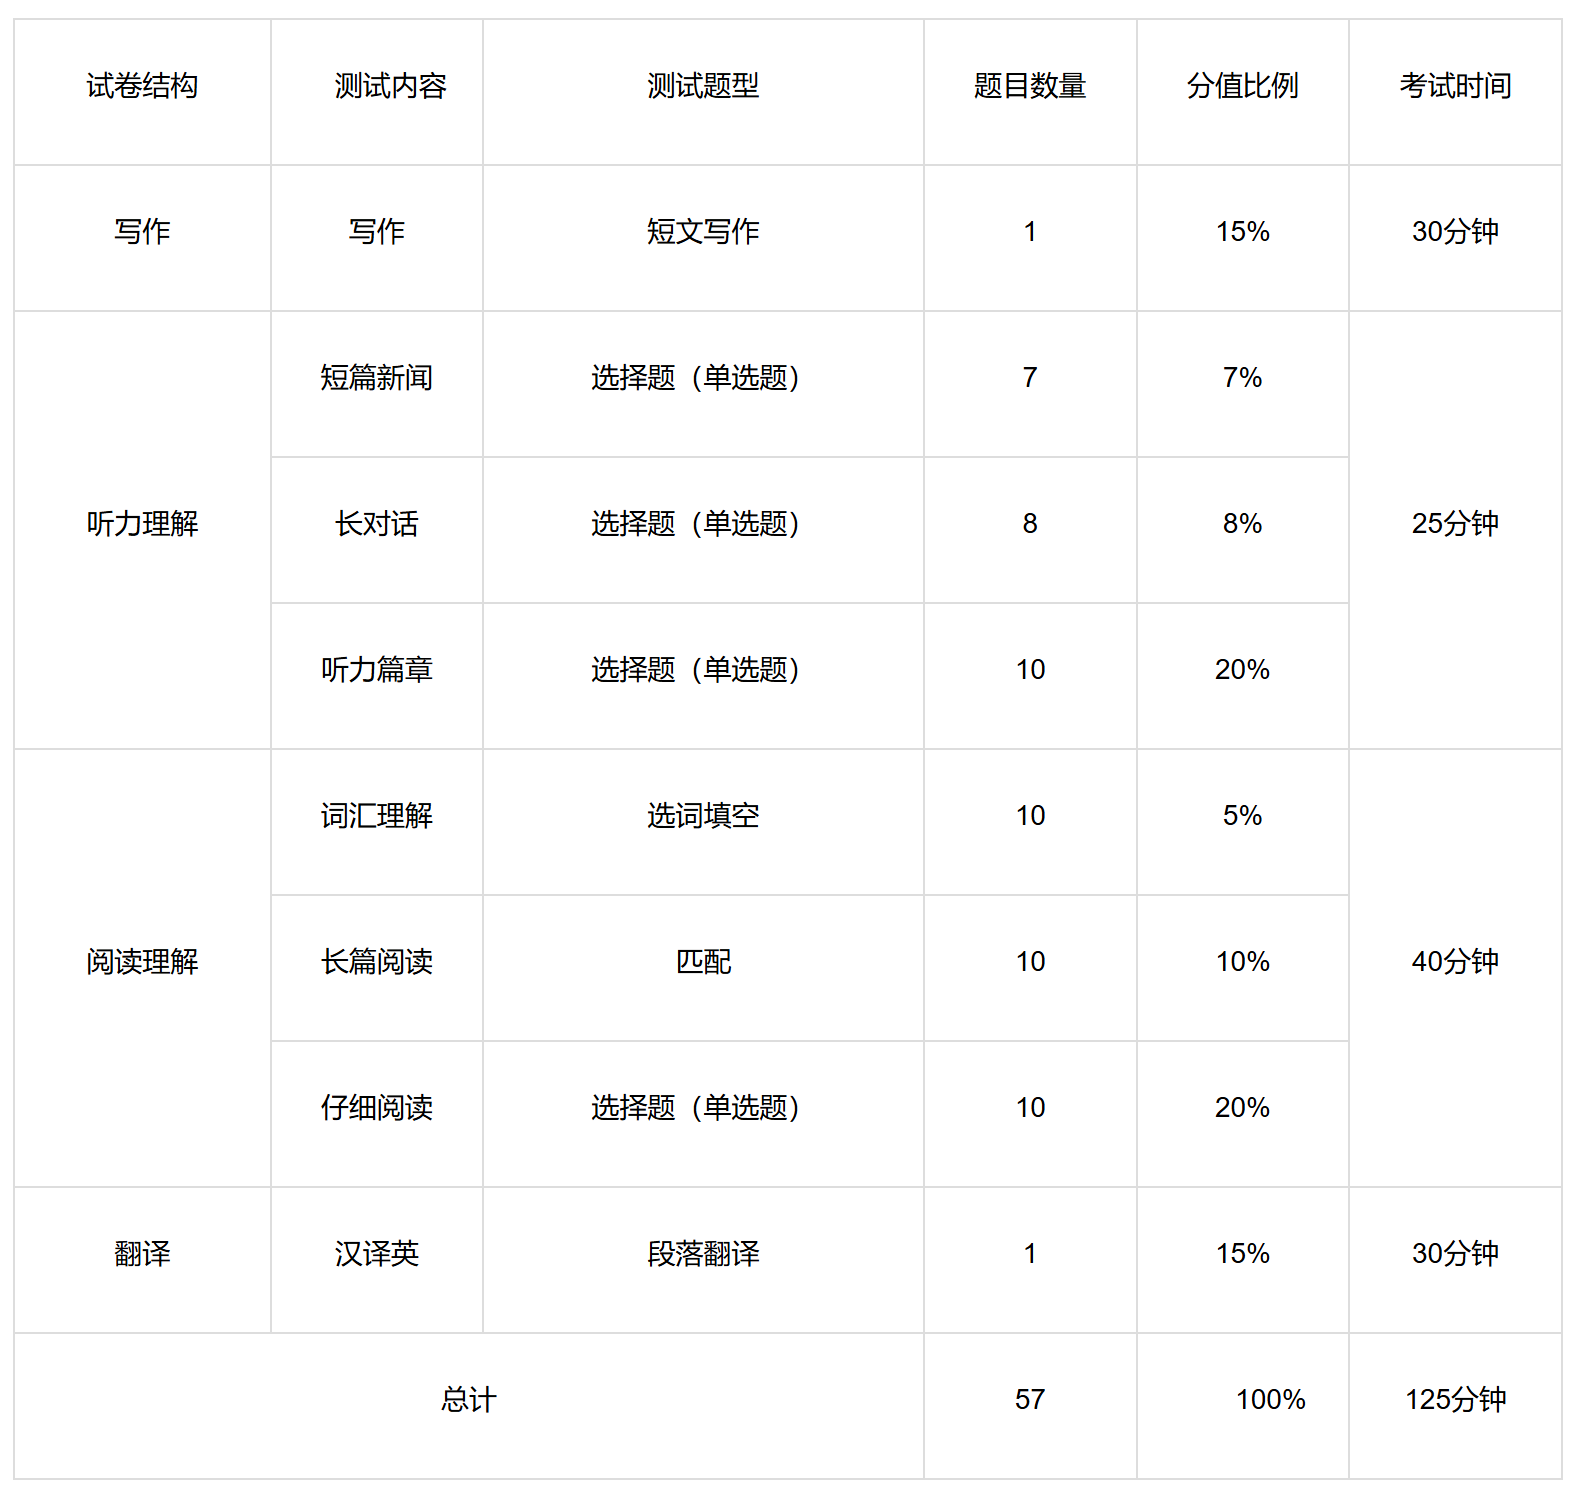 试卷结构 测试内容 测试题型 题目数量 分值比例 考试时间
写作 写作 短文写作 1 15% 30分钟
听力理解 短篇新闻 选择题（单选题） 7 7% 25分钟
长对话 选择题（单选题） 8 8%
听力篇章 选择题（单选题） 10 20%
阅读理解 词汇理解 选词填空 10 5% 40分钟
长篇阅读 匹配 10 10%
仔细阅读 选择题（单选题） 10 20%
翻译 汉译英 段落翻译 1 15% 30分钟
总计 57 100% 125分钟